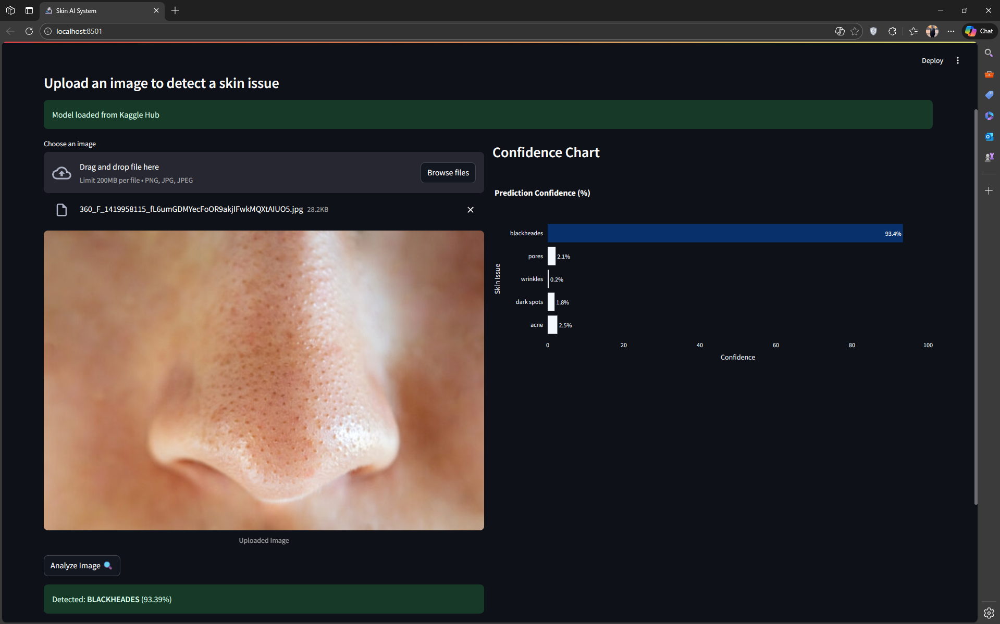 Skin AI System
localhost:8501
Chat
Deploy
Upload an image to detect a skin issue
Model loaded from Kaggle Hub
Choose an image
Drag and drop file here
Limit 200MB per file • PNG, JPG, JPEG
Browse files
360_F_1419958115_fL6umGDMYecFoOR9akjIFwkMQXtAIUO5.jpg 28.2KB
Uploaded Image
Analyze Image
Detected: BLACKHEADES (93.39%)
Confidence Chart
Prediction Confidence (%)
Skin Issue
blackheades 93.4%
pores 2.1%
wrinkles 0.2%
dark spots 1.8%
acne 2.5%
0 20 40 60 80 100
Confidence